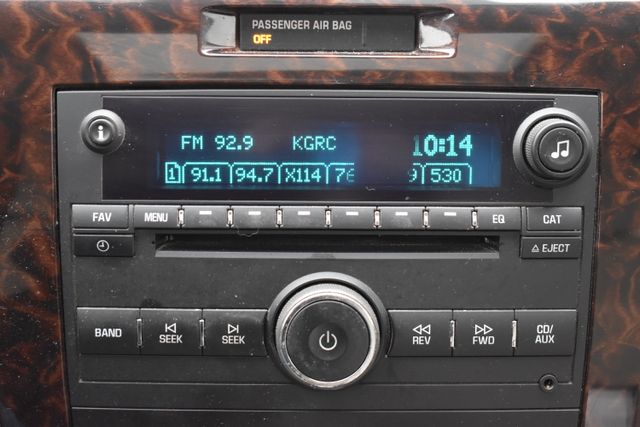 PASSENGER AIR BAG
OFF
FM 92.9 KGRC 10:14
1 91.1 94.7 X114 530
FAV MENU EQ CAT
EJECT
BAND SEEK SEEK REV FWD CD/AUX